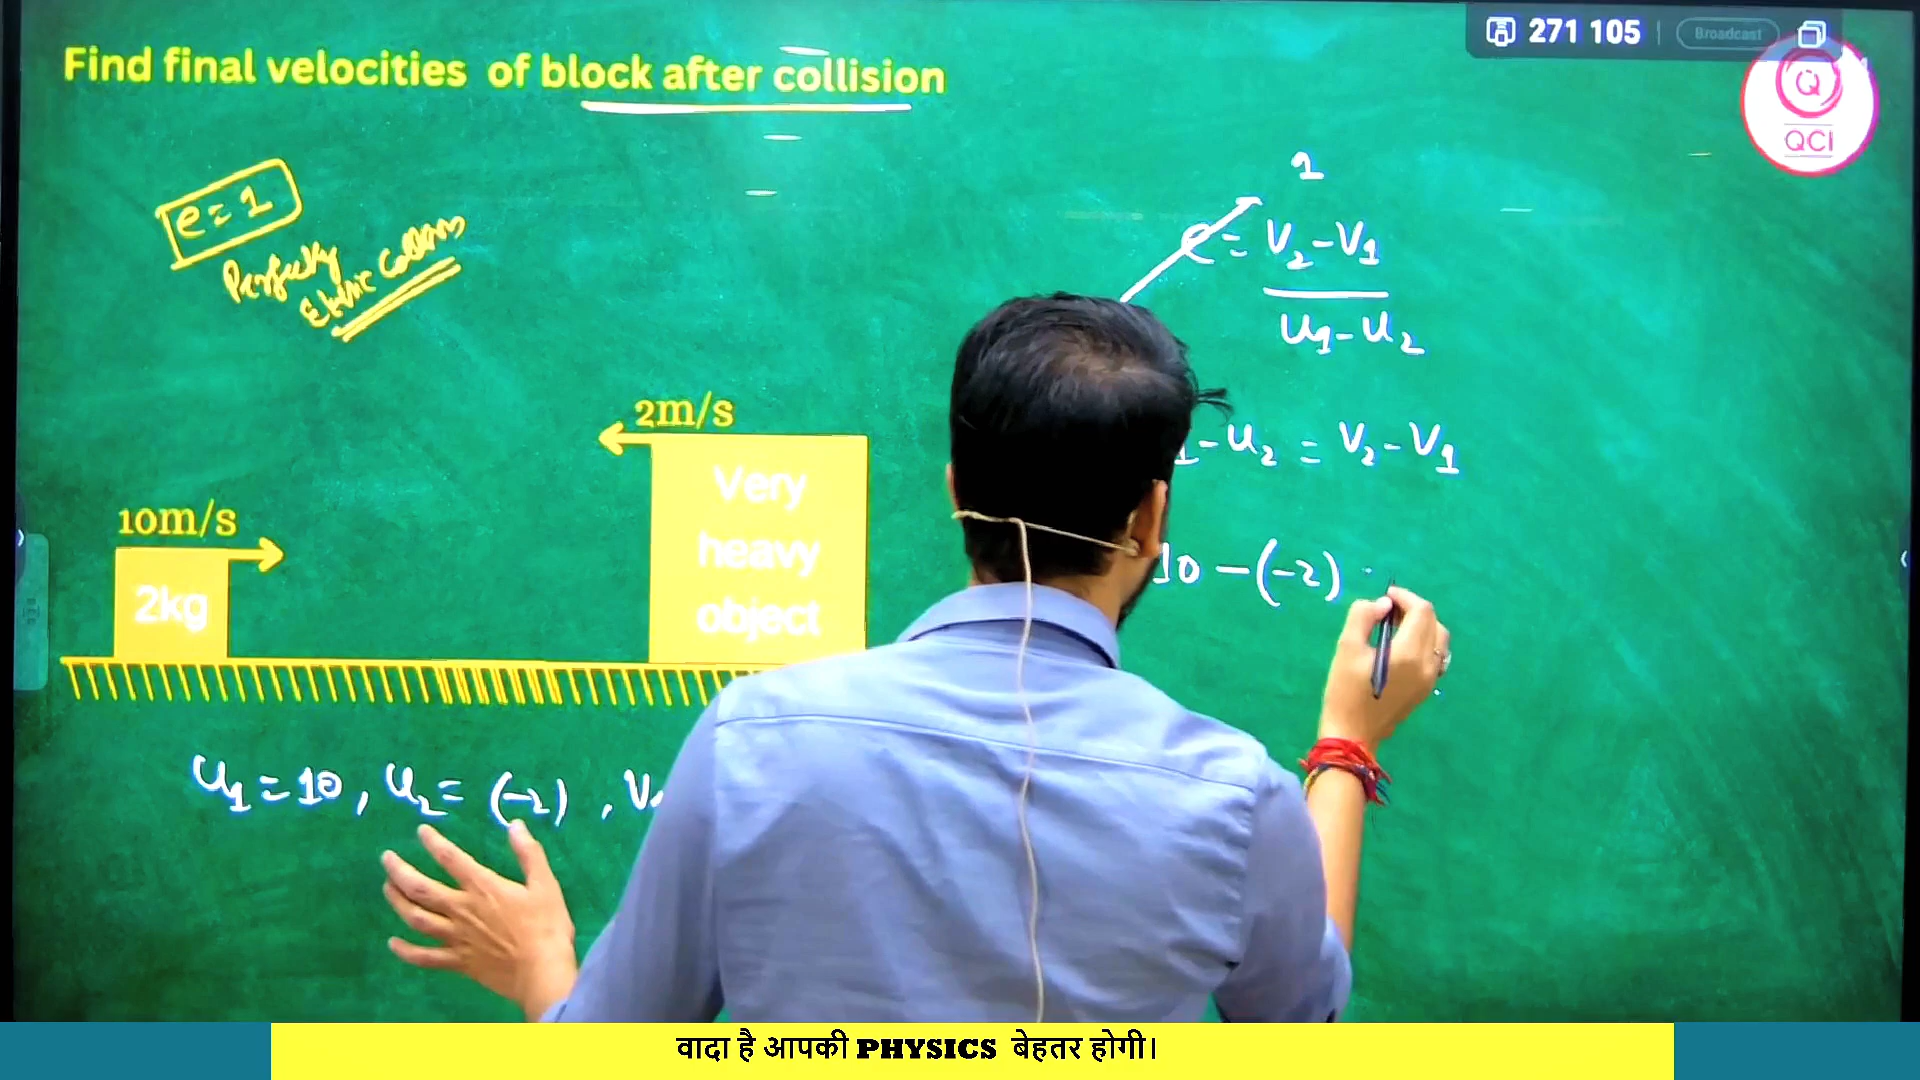 271 105
Broadcast
Find final velocities of block after collision
QCI
e = 1
Perfectly
Elastic Collision
1
e = V₂-V₁
U₁-U₂
1-U₂ = V₂-V₁
10-(-2)
2m/s
Very
heavy
object
10m/s
2kg
U₁=10, U₂= (-2), V
वादा है आपकी PHYSICS बेहतर होगी।